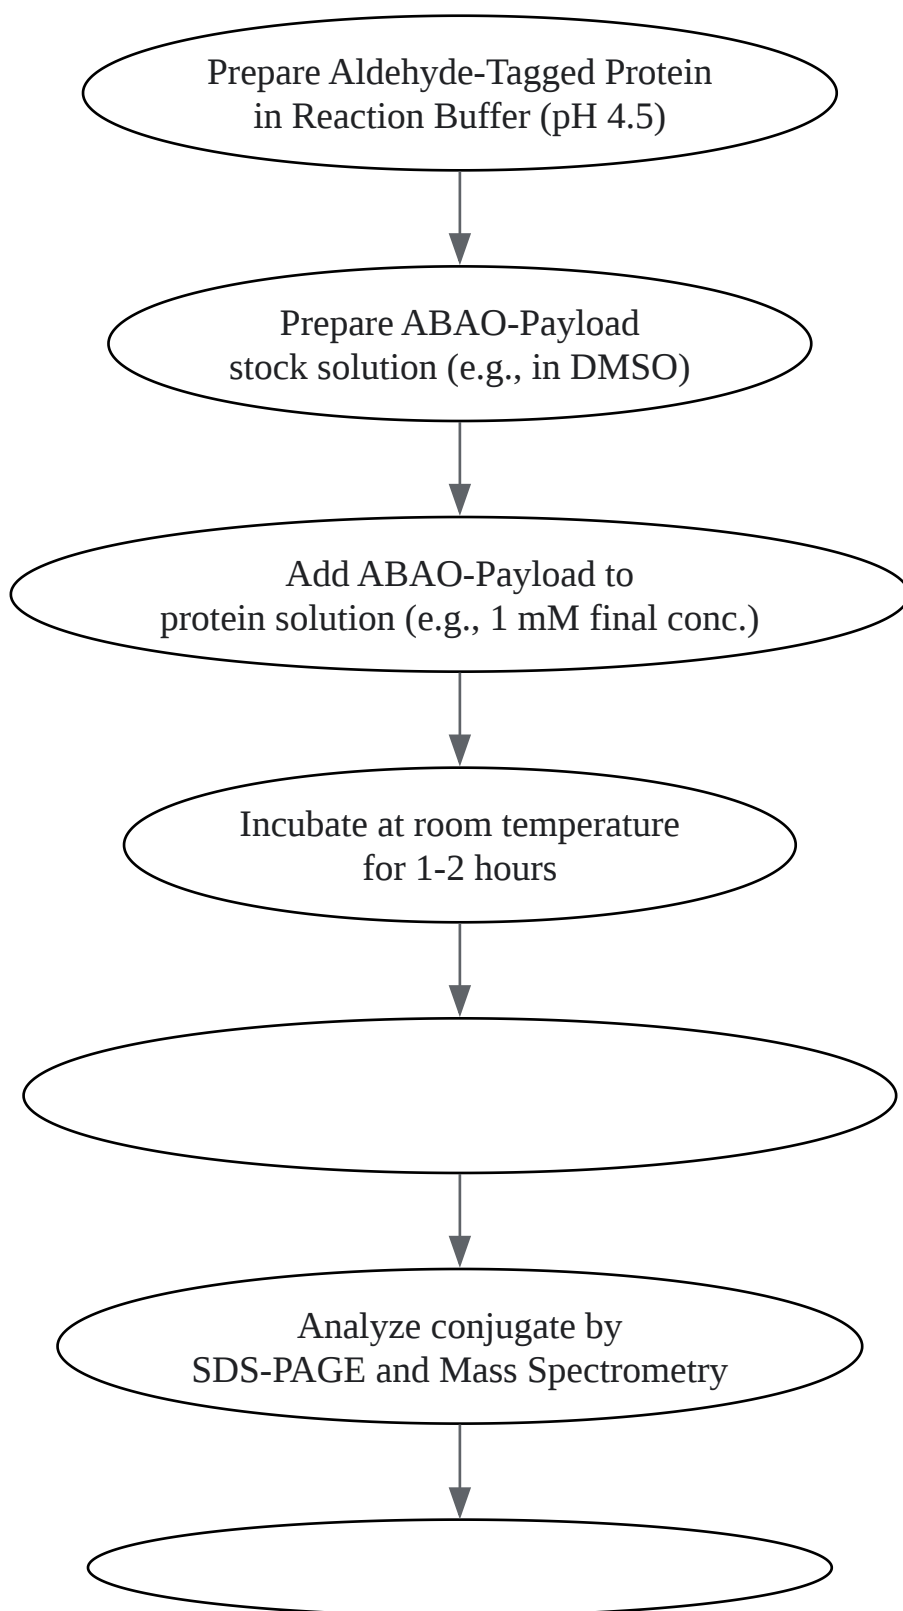 Prepare Aldehyde-Tagged Protein
in Reaction Buffer (pH 4.5)
Prepare ABAO-Payload
stock solution (e.g., in DMSO)
Add ABAO-Payload to
protein solution (e.g., 1 mM final conc.)
Incubate at room temperature
for 1-2 hours
Analyze conjugate by
SDS-PAGE and Mass Spectrometry